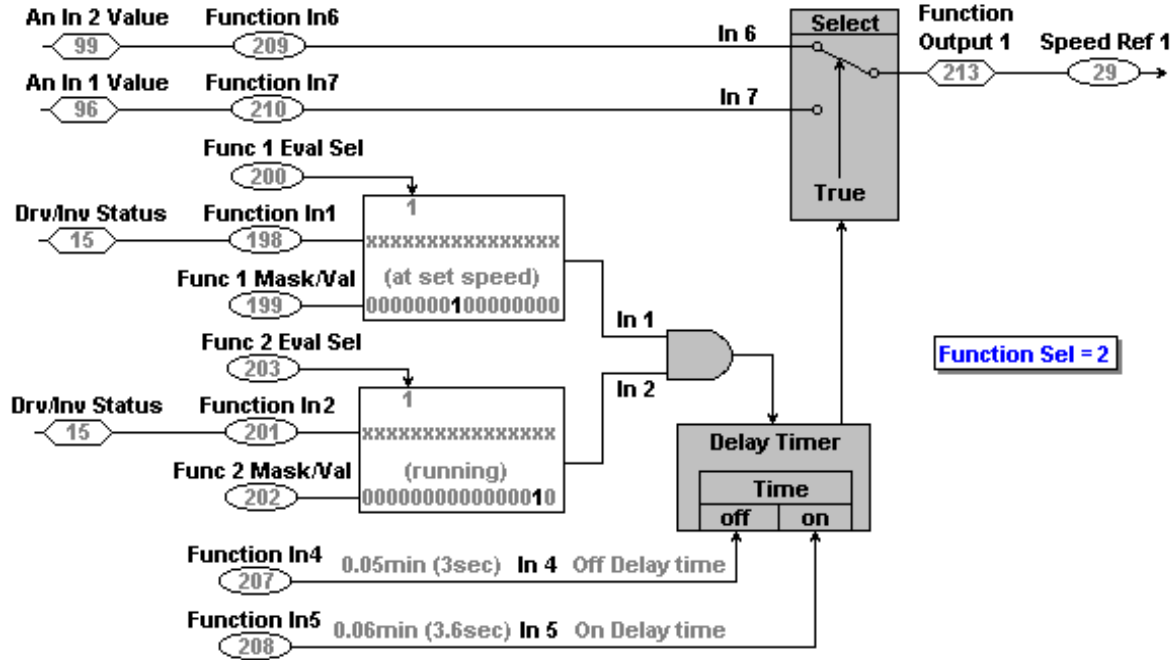 An In 2 Value Function In6
99 209
In 6
Select
Function
Output 1
Speed Ref 1
213 29
An In 1 Value Function In7
96 210
In 7
True
Func 1 Eval Sel
200
1
Drv/Inv Status Function In1
15 198
xxxxxxxxxxxxxxxx
(at set speed)
Func 1 Mask/Val
199
0000000100000000
In 1
Func 2 Eval Sel
203
1
In 2
Function Sel = 2
Drv/Inv Status Function In2
15 201
xxxxxxxxxxxxxxxx
(running)
Func 2 Mask/Val
202
0000000000000010
Delay Timer
Time
off on
Function In4
207
0.05min (3sec) In 4 Off Delay time
Function In5
208
0.06min (3.6sec) In 5 On Delay time